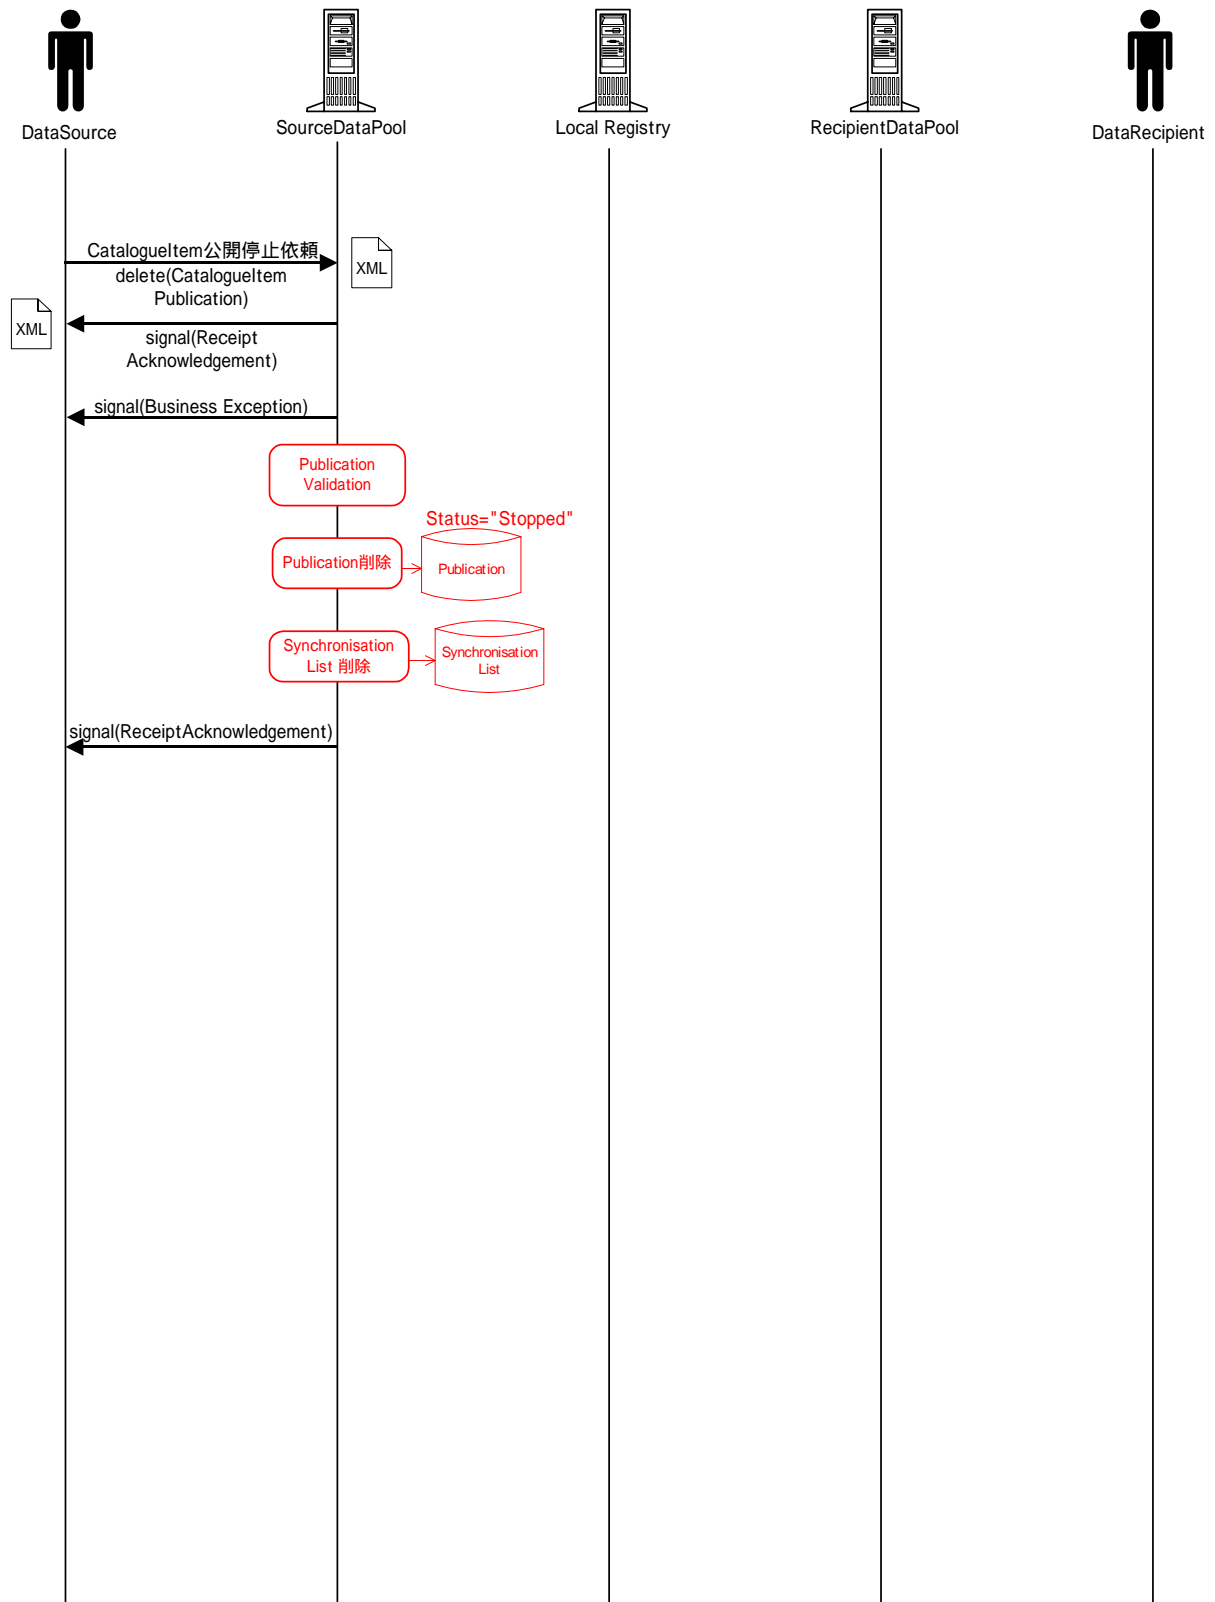 DataSource
SourceDataPool
Local Registry
RecipientDataPool
DataRecipient
CatalogueItem公開停止依頼
XML
delete(CatalogueItem
Publication)
XML
signal(Receipt
Acknowledgement)
signal(Business Exception)
Publication
Validation
Status="Stopped"
Publication削除
Publication
Synchronisation
List 削除
Synchronisation
List
signal(ReceiptAcknowledgement)